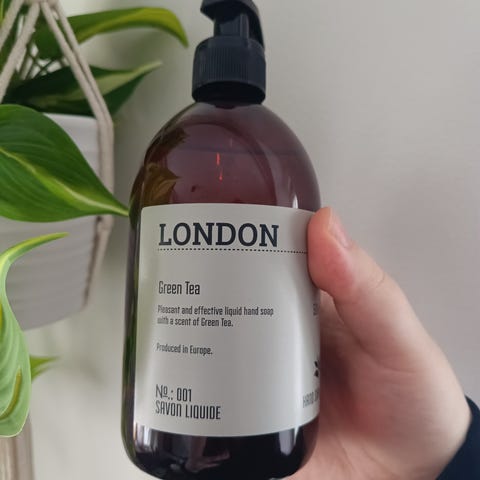 LONDON
Green Tea
Pleasant and effective liquid hand soap
with a scent of Green Tea.
Produced in Europe.
№.: 001
SAVON LIQUIDE
HAND